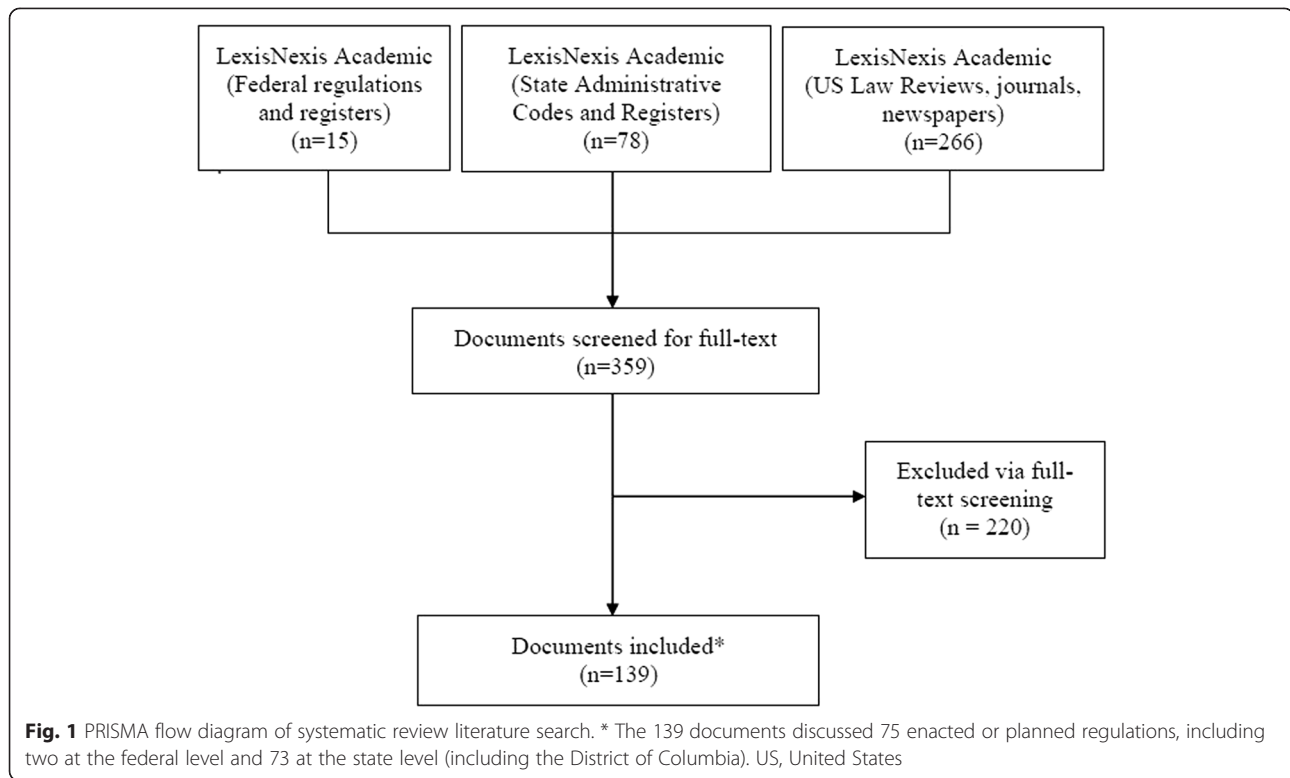 LexisNexis Academic
(Federal regulations
and registers)
(n=15)
LexisNexis Academic
(State Administrative
Codes and Registers)
(n=78)
LexisNexis Academic
(US Law Reviews, journals,
newspapers)
(n=266)
Documents screened for full-text
(n=359)
Excluded via full-
text screening
(n = 220)
Documents included*
(n=139)
Fig. 1 PRISMA flow diagram of systematic review literature search. * The 139 documents discussed 75 enacted or planned regulations, including
two at the federal level and 73 at the state level (including the District of Columbia). US, United States